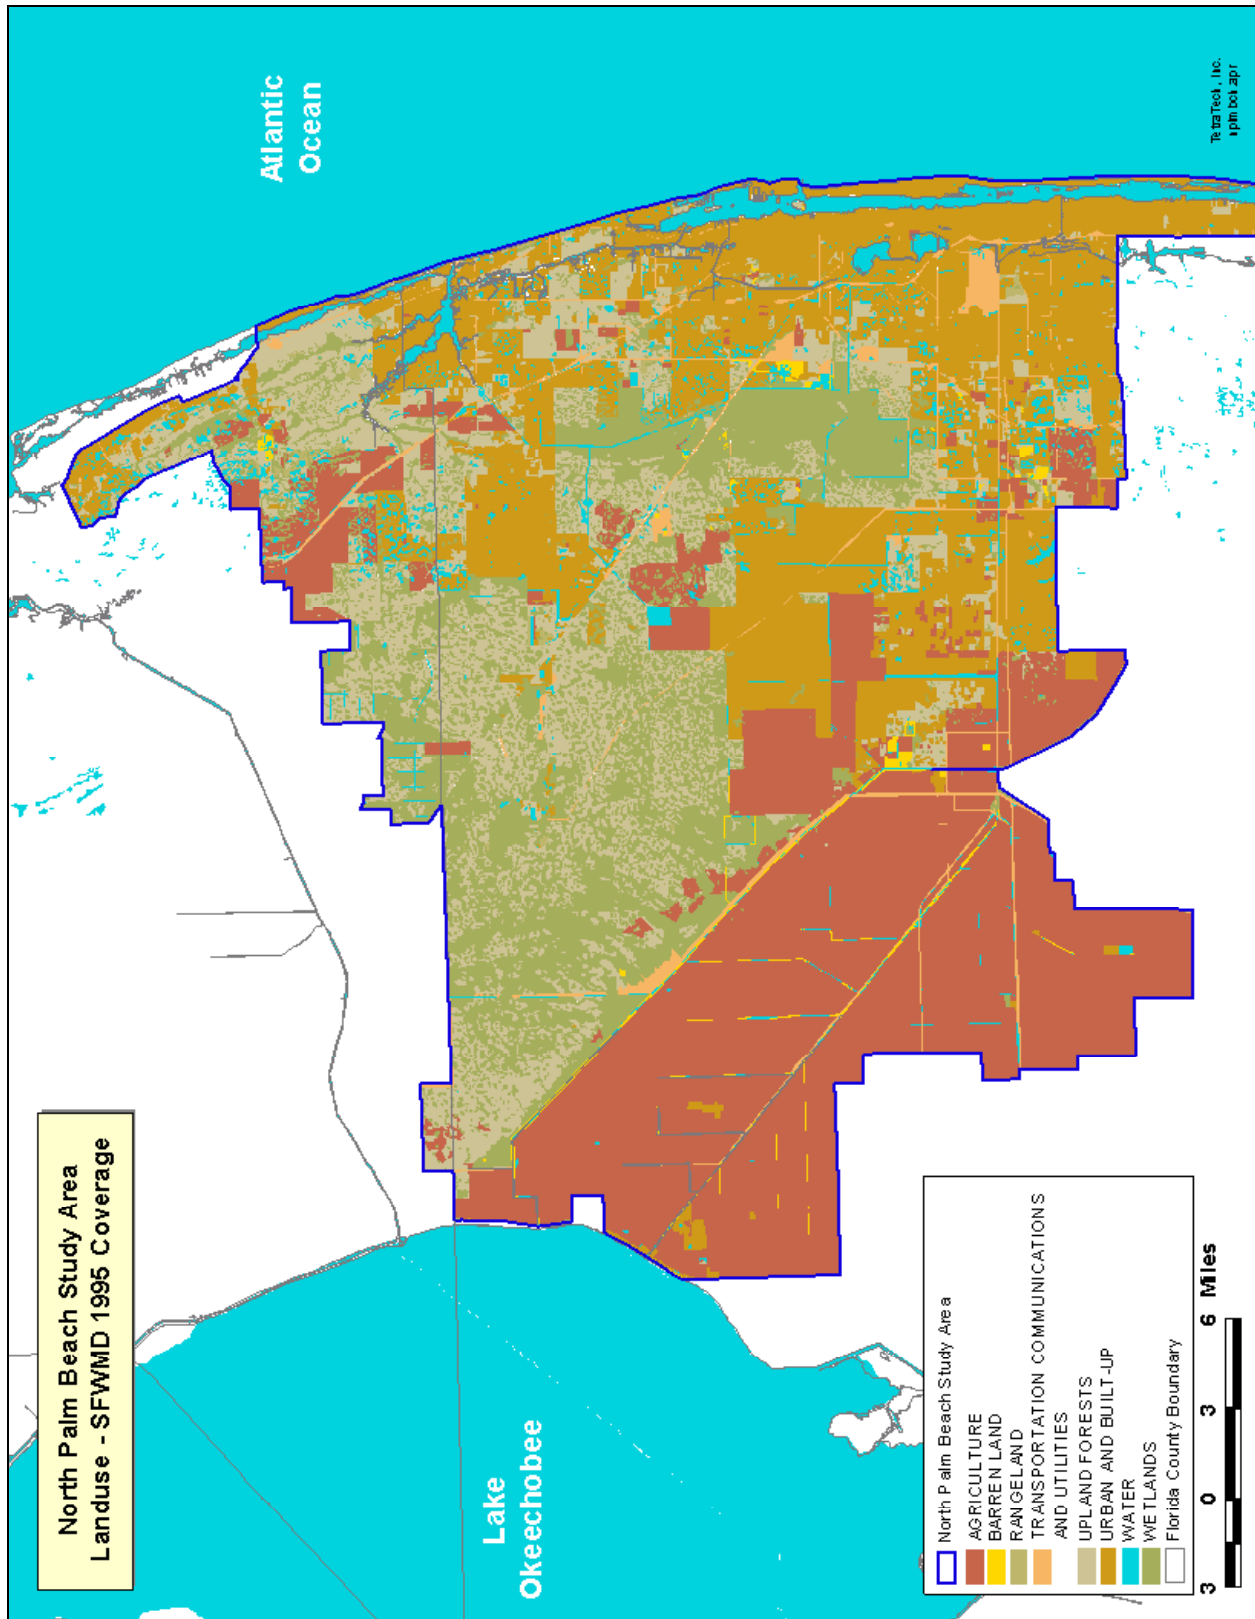 North Palm Beach Study Area
Landuse - SFWMD 1995 Coverage
Atlantic
Ocean
Lake
Okeechobee
North Palm Beach Study Area
AGRICULTURE
BARREN LAND
RANGELAND
TRANSPORTATION COMMUNICATIONS
AND UTILITIES
UPLAND FORESTS
URBAN AND BUILT-UP
WATER
WETLANDS
Florida County Boundary
3 0 3 6 Miles
Tetra Tech, Inc.